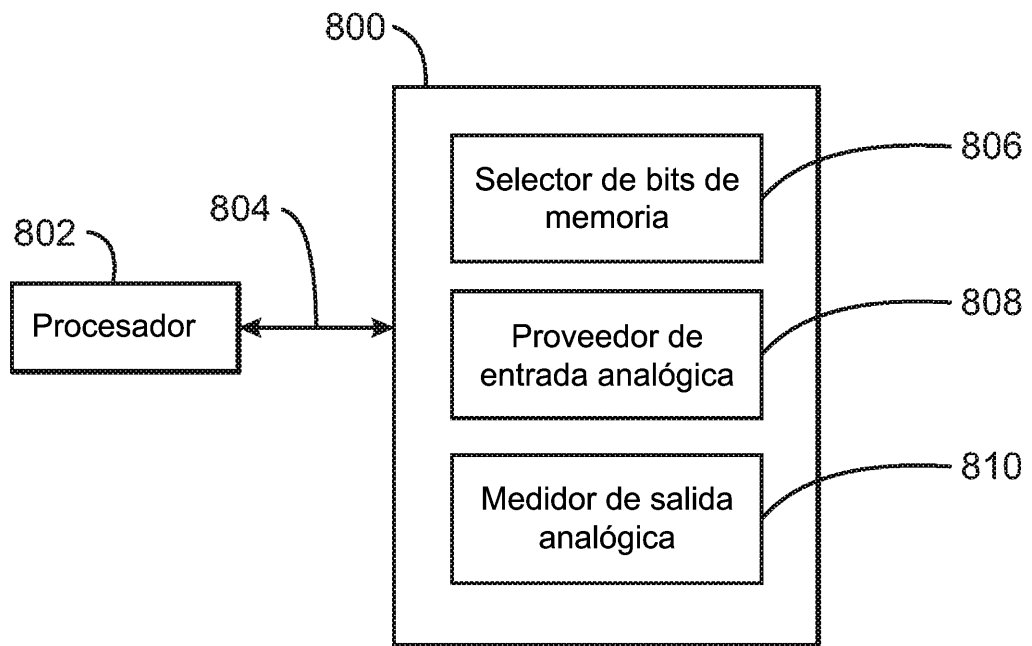 800
806
Selector de bits de
memoria
804
802
Procesador
808
Proveedor de
entrada analógica
810
Medidor de salida
analógica